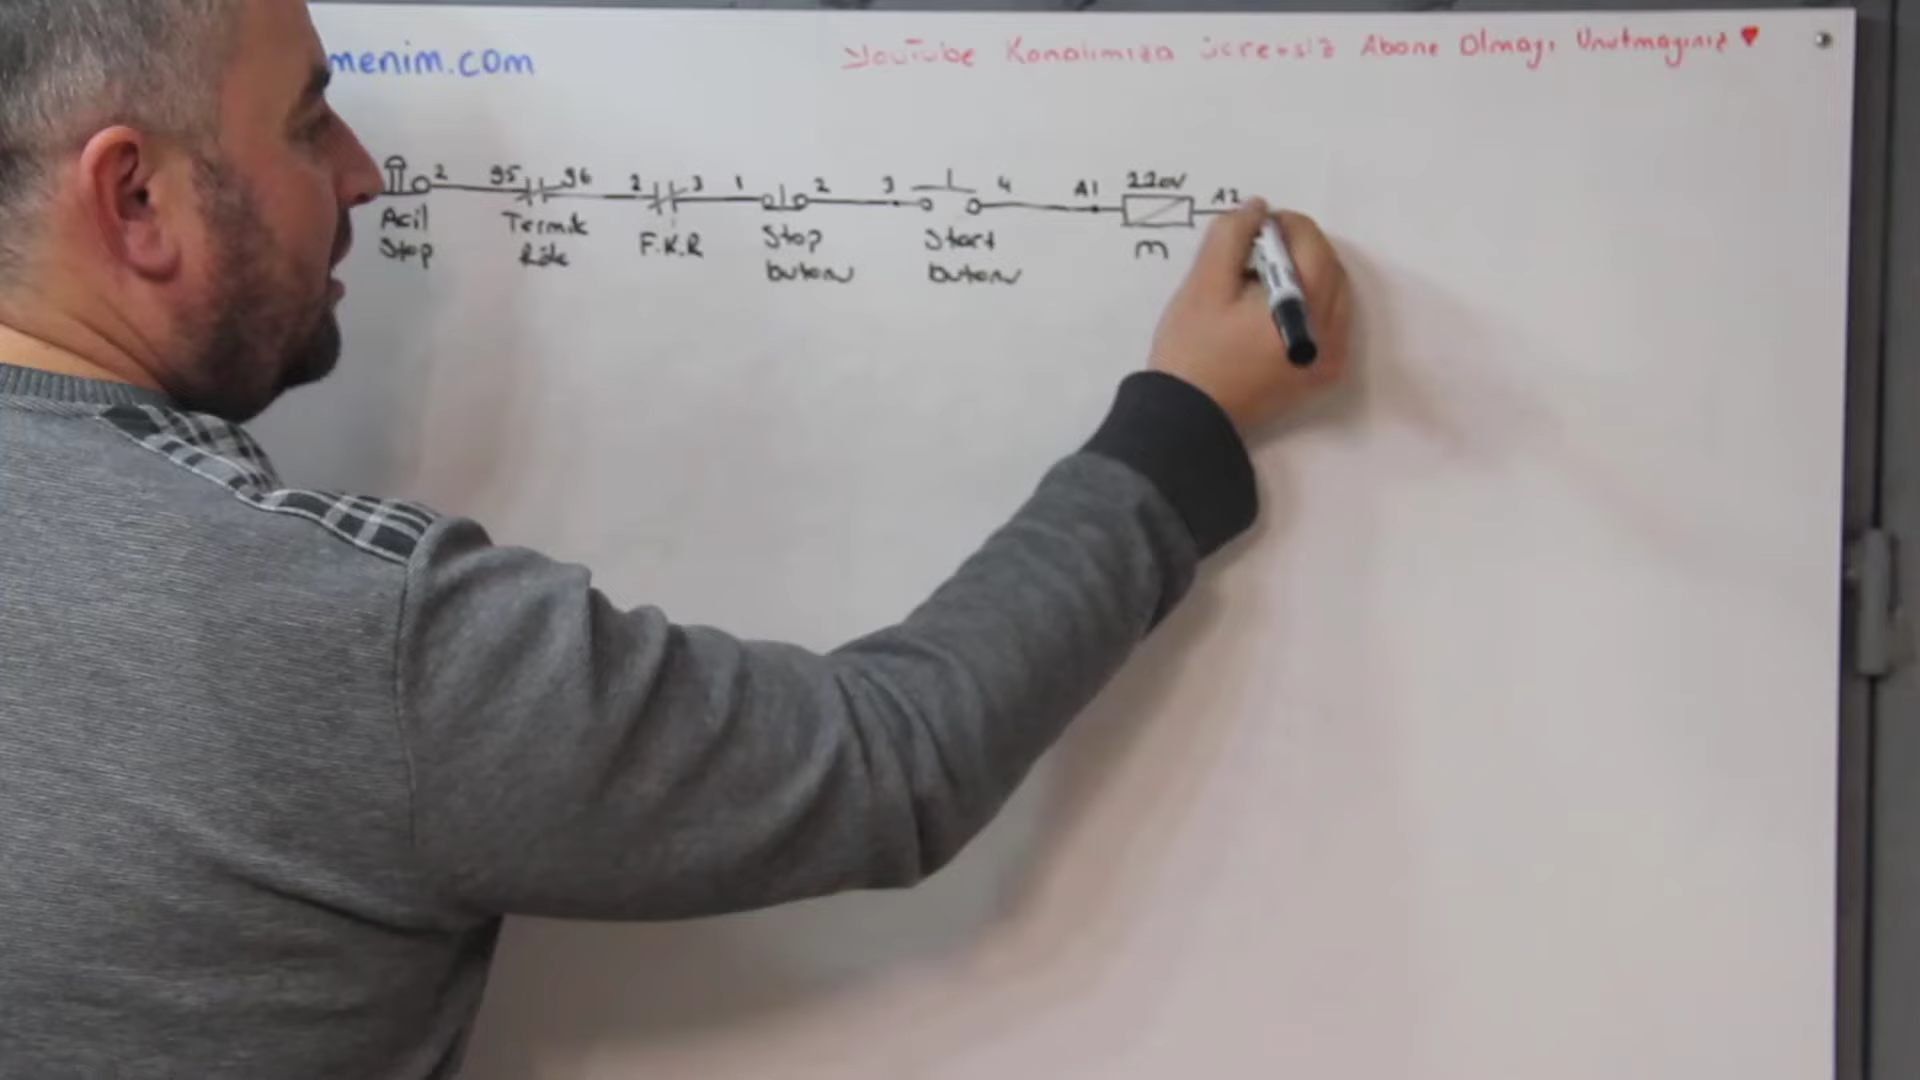 menim.com
YouTube Kanalımıza ücretsiz Abone Olmayı Unutmayınız ♥
2 95 96 2 3 1 2 3 4 A1 220V A2
Acil Stop
Termik Röle
F.K.R
Stop buton
Start buton
M